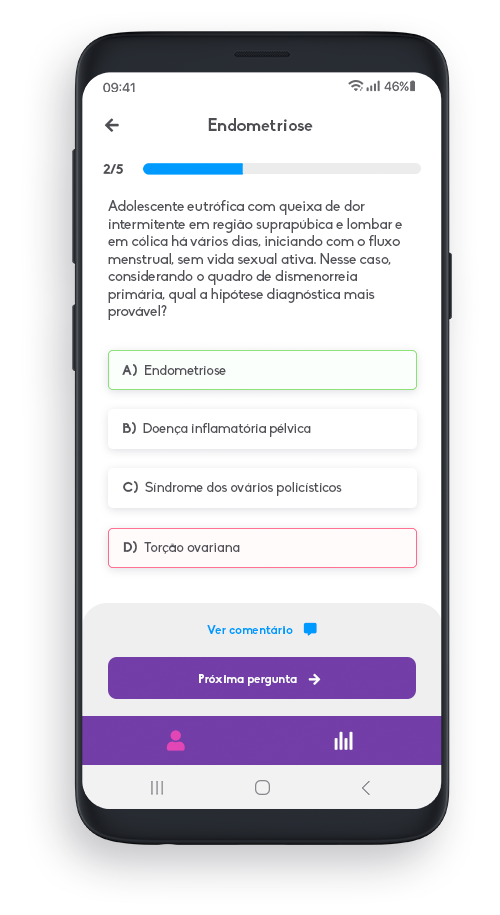 09:41
46%
Endometriose
2/5
Adolescente eutrófica com queixa de dor
intermitente em região suprapúbica e lombar e
em cólica há vários dias, iniciando com o fluxo
menstrual, sem vida sexual ativa. Nesse caso,
considerando o quadro de dismenorreia
primária, qual a hipótese diagnóstica mais
provável?
A) Endometriose
B) Doença inflamatória pélvica
C) Síndrome dos ovários policísticos
D) Torção ovariana
Ver comentário
Próxima pergunta